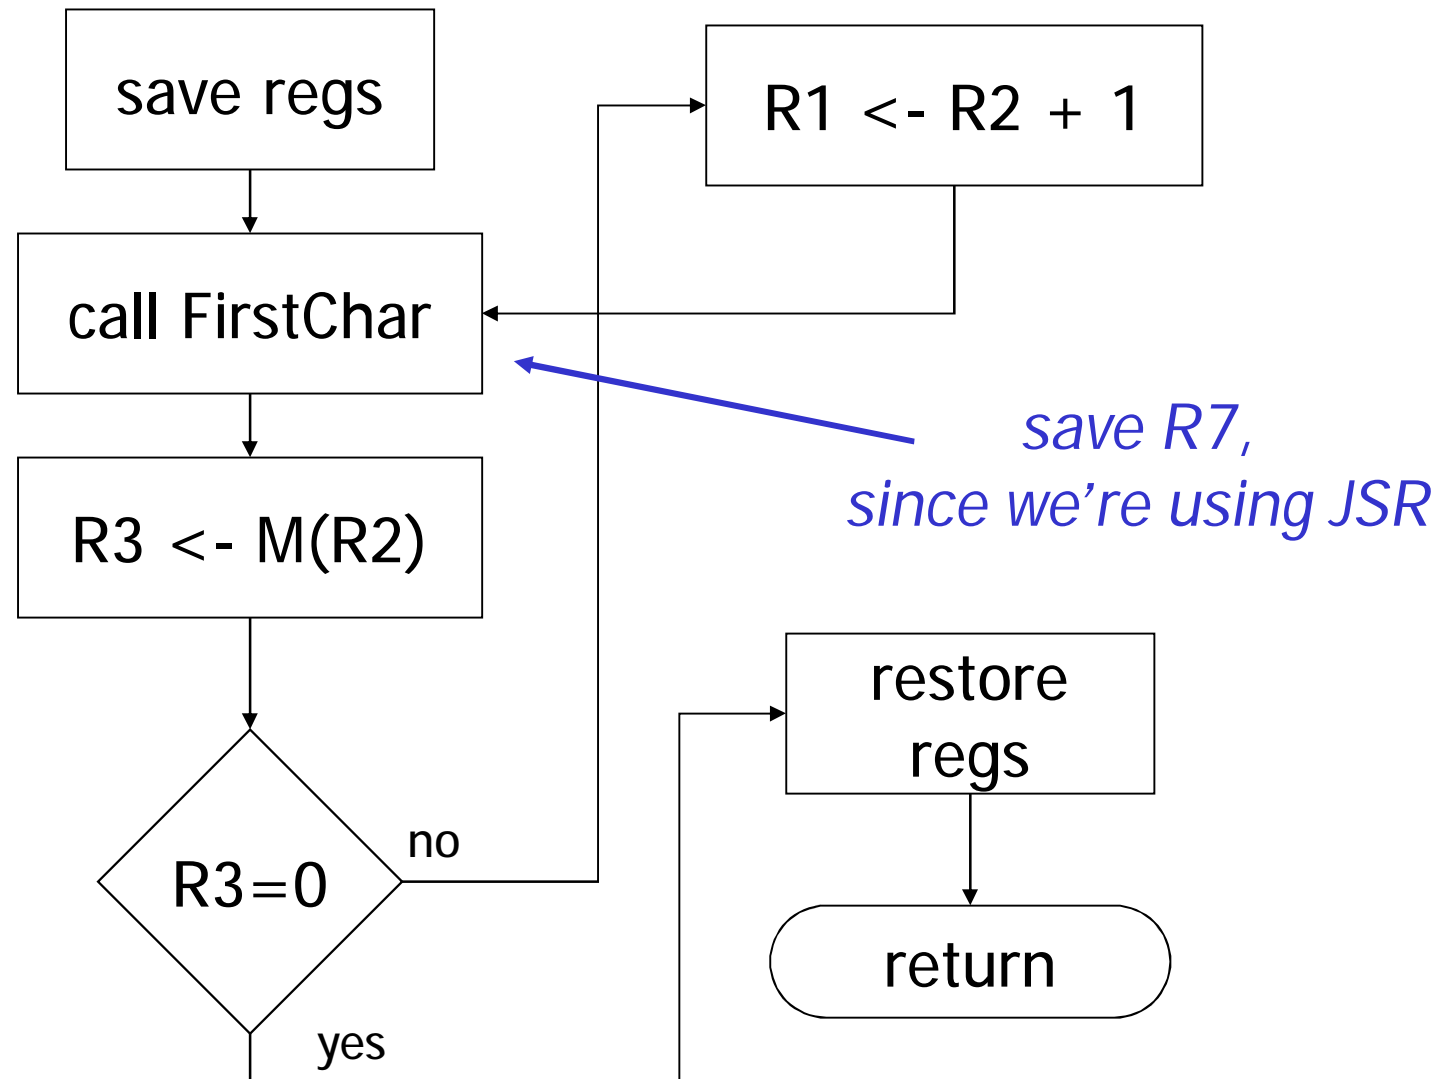 save regs
R1 <- R2 + 1
call FirstChar
save R7,
since we're using JSR
R3 <- M(R2)
restore
regs
no
R3=0
return
yes